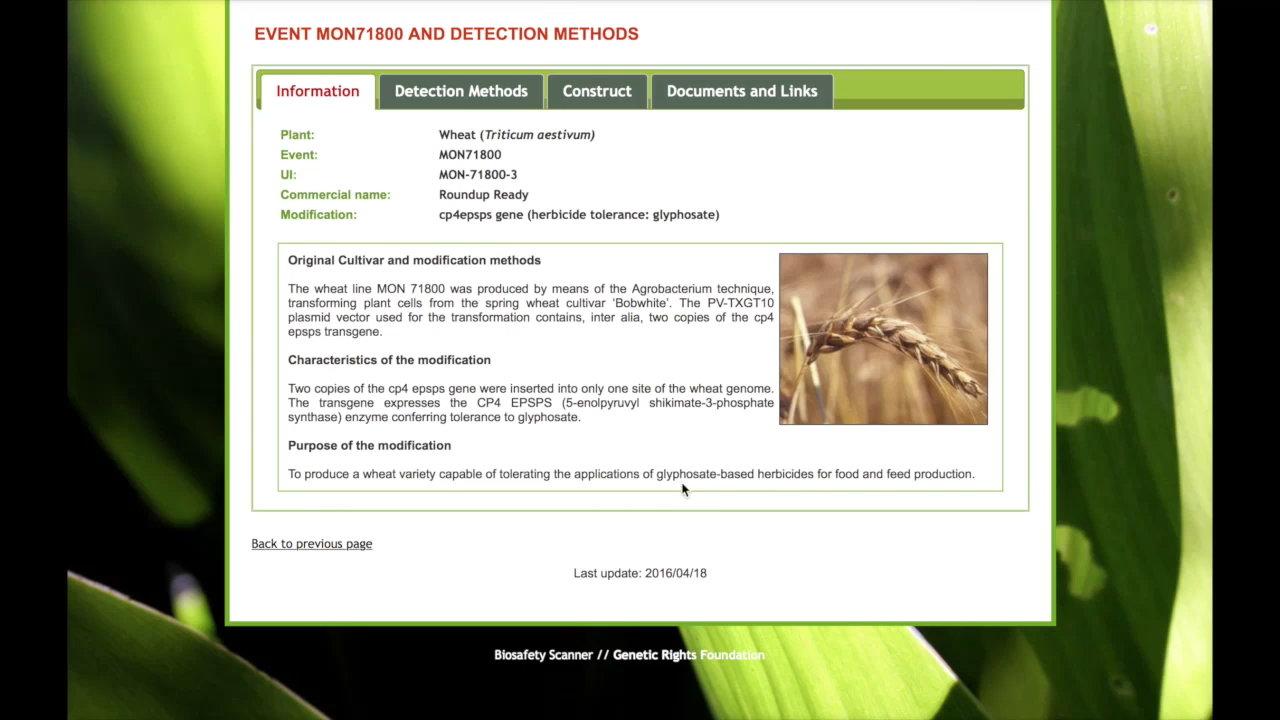 EVENT MON71800 AND DETECTION METHODS
Information
Detection Methods
Construct
Documents and Links
Plant: Wheat (Triticum aestivum)
Event: MON71800
UI: MON-71800-3
Commercial name: Roundup Ready
Modification: cp4epsps gene (herbicide tolerance: glyphosate)
Original Cultivar and modification methods
The wheat line MON 71800 was produced by means of the Agrobacterium technique,
transforming plant cells from the spring wheat cultivar ‘Bobwhite’. The PV-TXGT10
plasmid vector used for the transformation contains, inter alia, two copies of the cp4
epsps transgene.
Characteristics of the modification
Two copies of the cp4 epsps gene were inserted into only one site of the wheat genome.
The transgene expresses the CP4 EPSPS (5-enolpyruvyl shikimate-3-phosphate
synthase) enzyme conferring tolerance to glyphosate.
Purpose of the modification
To produce a wheat variety capable of tolerating the applications of glyphosate-based herbicides for food and feed production.
Back to previous page
Last update: 2016/04/18
Biosafety Scanner // Genetic Rights Foundation